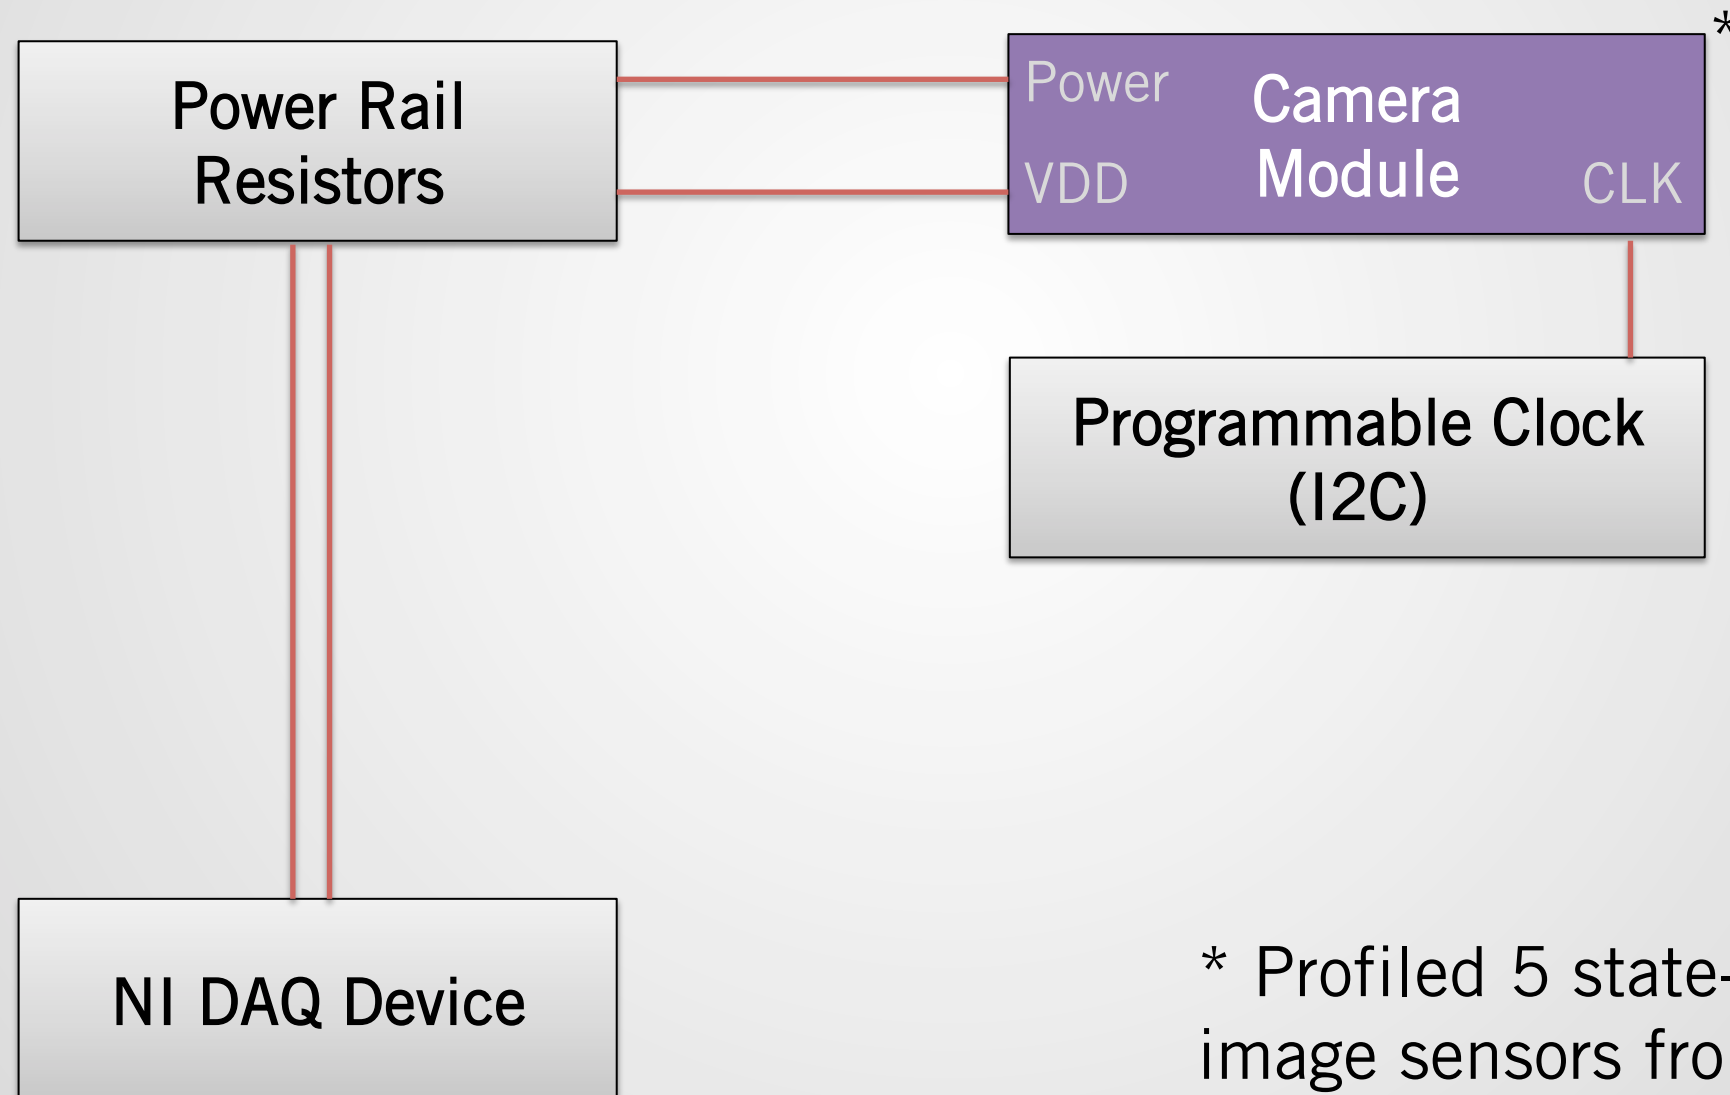 *
Power Rail
Resistors
Power
VDD
Camera
Module
CLK
Programmable Clock
(I2C)
NI DAQ Device
* Profiled 5 state-
image sensors fro